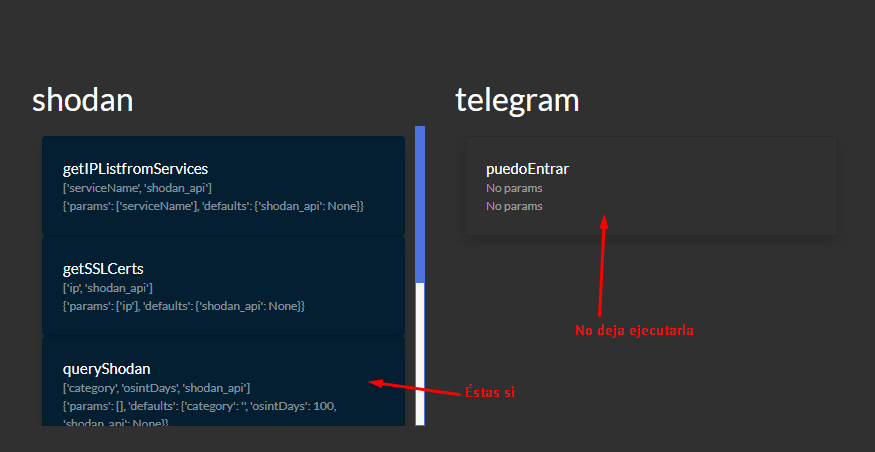 shodan
getIPListfromServices
['serviceName', 'shodan_api']
{'params': ['serviceName'], 'defaults': {'shodan_api': None}}
getSSLCerts
['ip', 'shodan_api']
{'params': ['ip'], 'defaults': {'shodan_api': None}}
queryShodan
['category', 'osintDays', 'shodan_api']
{'params': [], 'defaults': {'category': '', 'osintDays': 100,
'shodan_api': None}}
telegram
puedoEntrar
No params
No params
No deja ejecutarla
Éstas si